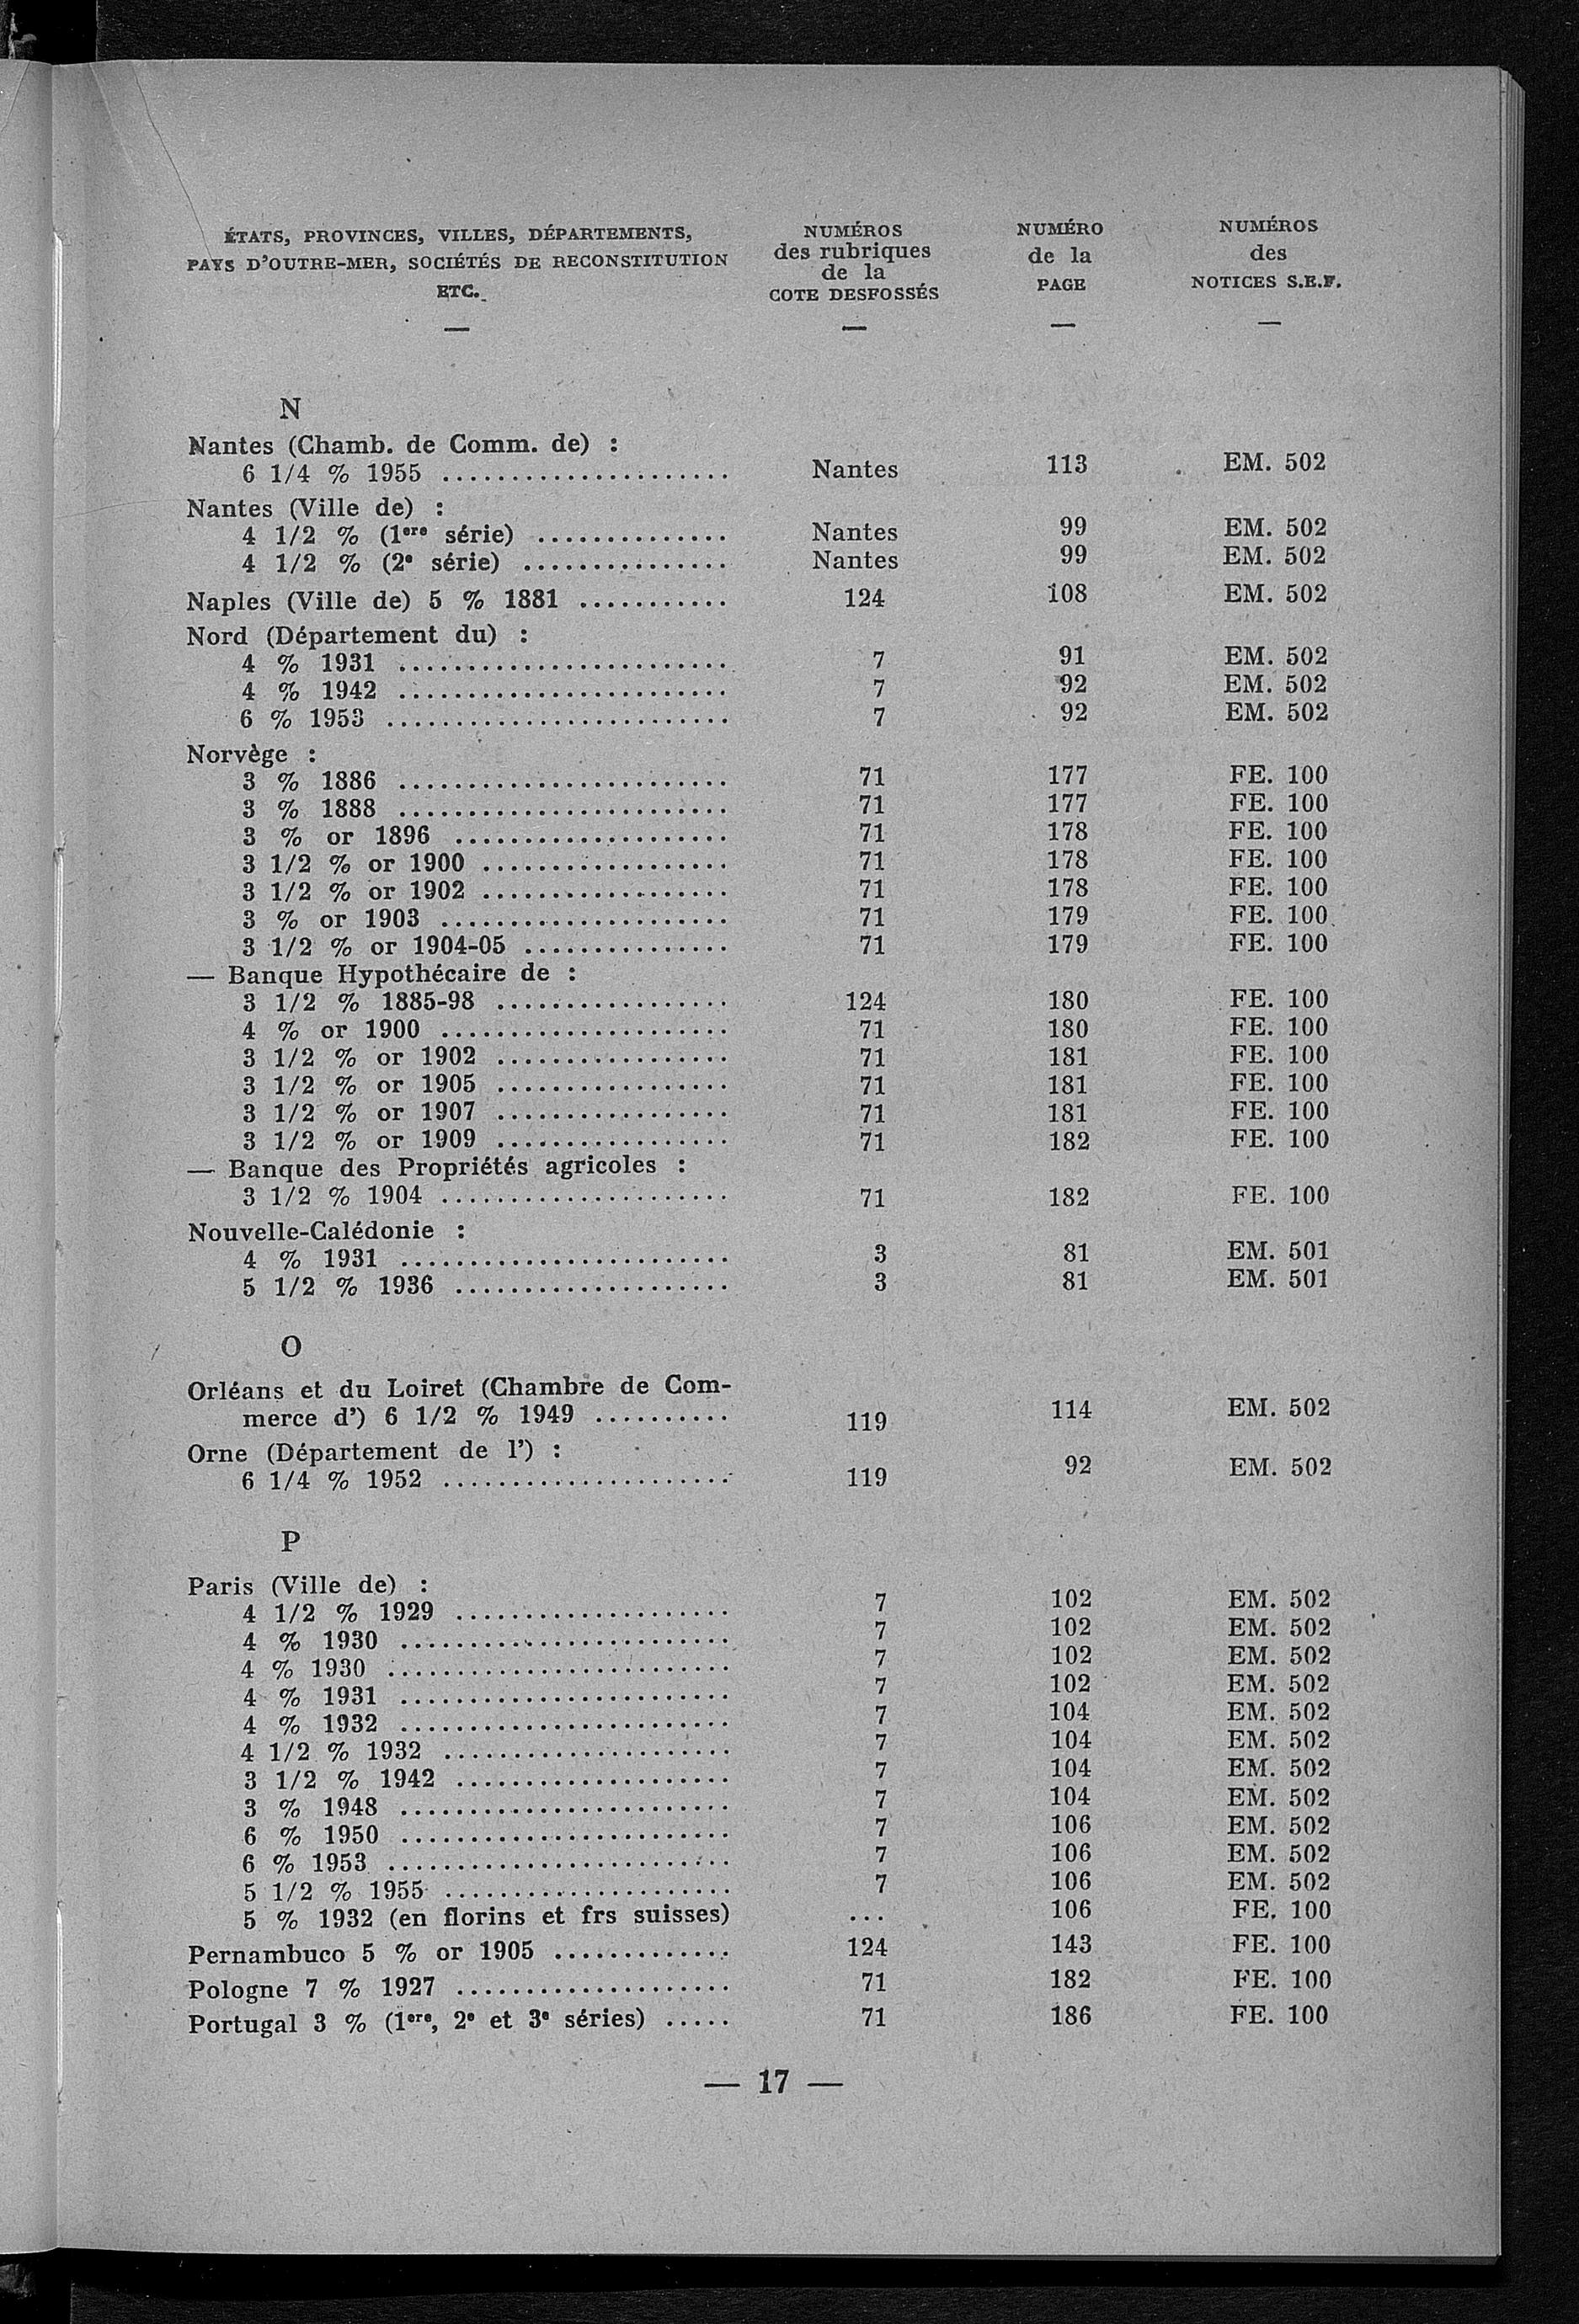 ÉTATS, PROVINCES, VILLES, DÉPARTEMENTS, PAYS D'OUTRE-MER, SOCIÉTÉS DE RECONSTITUTION ETC.
NUMÉROS des rubriques de la COTE DESFOSSÉS
NUMÉRO de la PAGE
NUMÉROS des NOTICES S.E.F.
— — — —
N
Nantes (Chamb. de Comm. de) :
6 1/4 % 1955 ..................... Nantes 113 EM. 502
Nantes (Ville de) :
4 1/2 % (1ere série) .............. Nantes 99 EM. 502
4 1/2 % (2e série) ............... Nantes 99 EM. 502
Naples (Ville de) 5 % 1881 ........... 124 108 EM. 502
Nord (Département du) :
4 % 1931 ........................ 7 91 EM. 502
4 % 1942 ........................ 7 92 EM. 502
6 % 1953 ......................... 7 92 EM. 502
Norvège :
3 % 1886 ........................ 71 177 FE. 100
3 % 1888 ........................ 71 177 FE. 100
3 % or 1896 .................... 71 178 FE. 100
3 1/2 % or 1900 .................. 71 178 FE. 100
3 1/2 % or 1902 .................. 71 178 FE. 100
3 % or 1903 ..................... 71 179 FE. 100
3 1/2 % or 1904-05 ............... 71 179 FE. 100
— Banque Hypothécaire de :
3 1/2 % 1885-98 ................. 124 180 FE. 100
4 % or 1900 ..................... 71 180 FE. 100
3 1/2 % or 1902 ................. 71 181 FE. 100
3 1/2 % or 1905 ................. 71 181 FE. 100
3 1/2 % or 1907 ................. 71 181 FE. 100
3 1/2 % or 1909 ................. 71 182 FE. 100
— Banque des Propriétés agricoles :
3 1/2 % 1904 ..................... 71 182 FE. 100
Nouvelle-Calédonie :
4 % 1931 ........................ 3 81 EM. 501
5 1/2 % 1936 .................... 3 81 EM. 501
O
Orléans et du Loiret (Chambre de Com-
merce d') 6 1/2 % 1949 .......... 119 114 EM. 502
Orne (Département de l') :
6 1/4 % 1952 ..................... 119 92 EM. 502
P
Paris (Ville de) :
4 1/2 % 1929 .................... 7 102 EM. 502
4 % 1930 ........................ 7 102 EM. 502
4 % 1930 ......................... 7 102 EM. 502
4 % 1931 ........................ 7 102 EM. 502
4 % 1932 ........................ 7 104 EM. 502
4 1/2 % 1932 ..................... 7 104 EM. 502
3 1/2 % 1942 .................... 7 104 EM. 502
3 % 1948 ........................ 7 104 EM. 502
6 % 1950 ........................ 7 106 EM. 502
6 % 1953 ......................... 7 106 EM. 502
5 1/2 % 1955 ..................... 7 106 EM. 502
5 % 1932 (en florins et frs suisses) ... 106 FE. 100
Pernambuco 5 % or 1905 ............. 124 143 FE. 100
Pologne 7 % 1927 .................... 71 182 FE. 100
Portugal 3 % (1ere, 2e et 3e séries) ..... 71 186 FE. 100
— 17 —